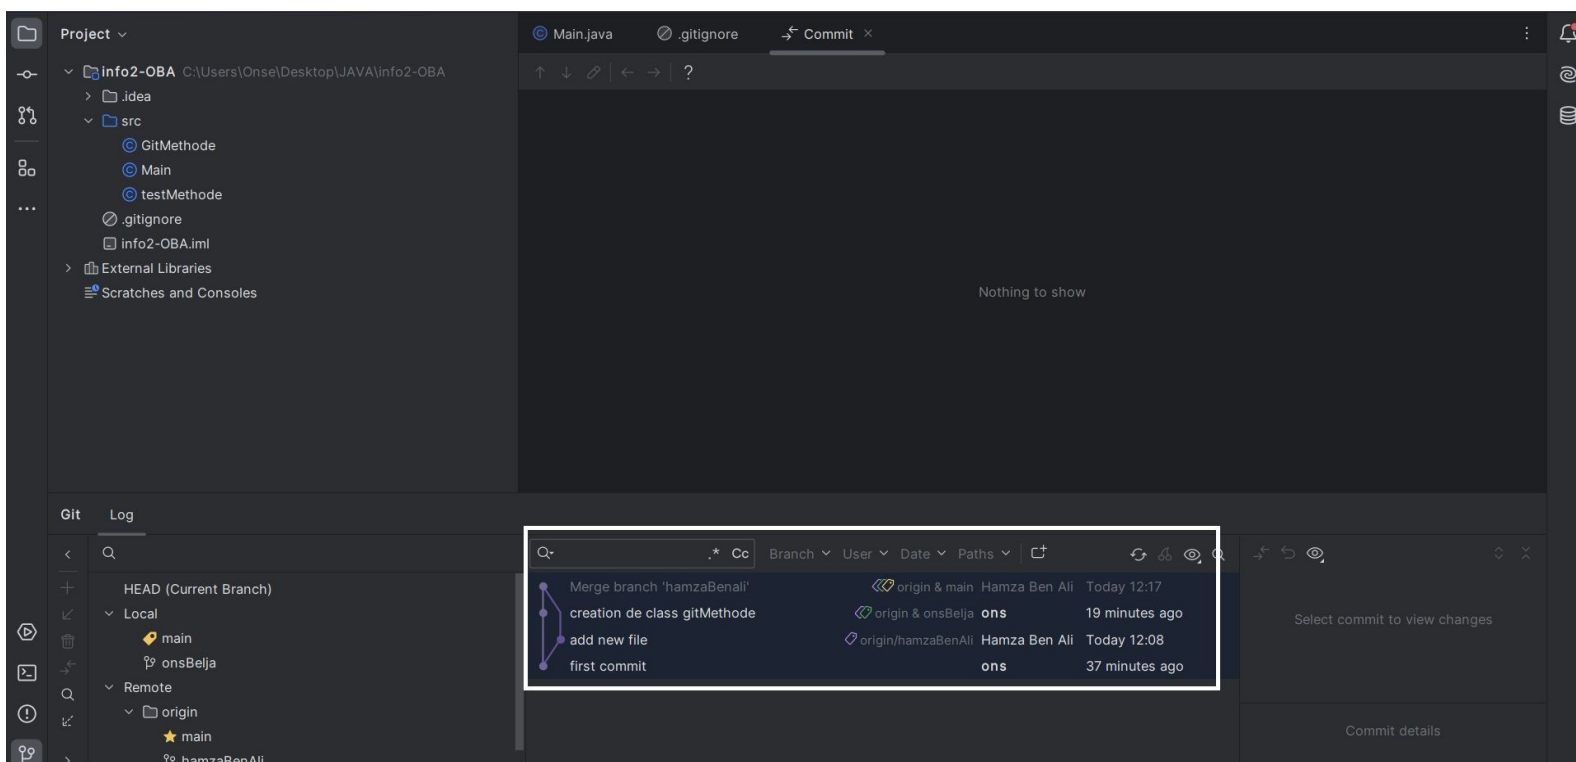 Project
Main.java .gitignore Commit
info2-OBA C:\Users\Onse\Desktop\JAVA\info2-OBA
?
.idea
src
GitMethode
Main
testMethode
.gitignore
info2-OBA.iml
External Libraries
Scratches and Consoles
Nothing to show
Git Log
.* Cc Branch User Date Paths
HEAD (Current Branch)
Local
main
onsBelja
Remote
origin
main
hamzaBenAli
Merge branch 'hamzaBenali' origin & main Hamza Ben Ali Today 12:17
creation de class gitMethode origin & onsBelja ons 19 minutes ago
add new file origin/hamzaBenAli Hamza Ben Ali Today 12:08
first commit ons 37 minutes ago
Select commit to view changes
Commit details